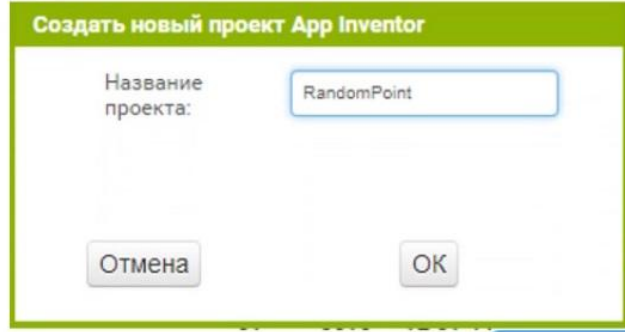 Создать новый проект App Inventor
Название
проекта:
RandomPoint
Отмена
OK